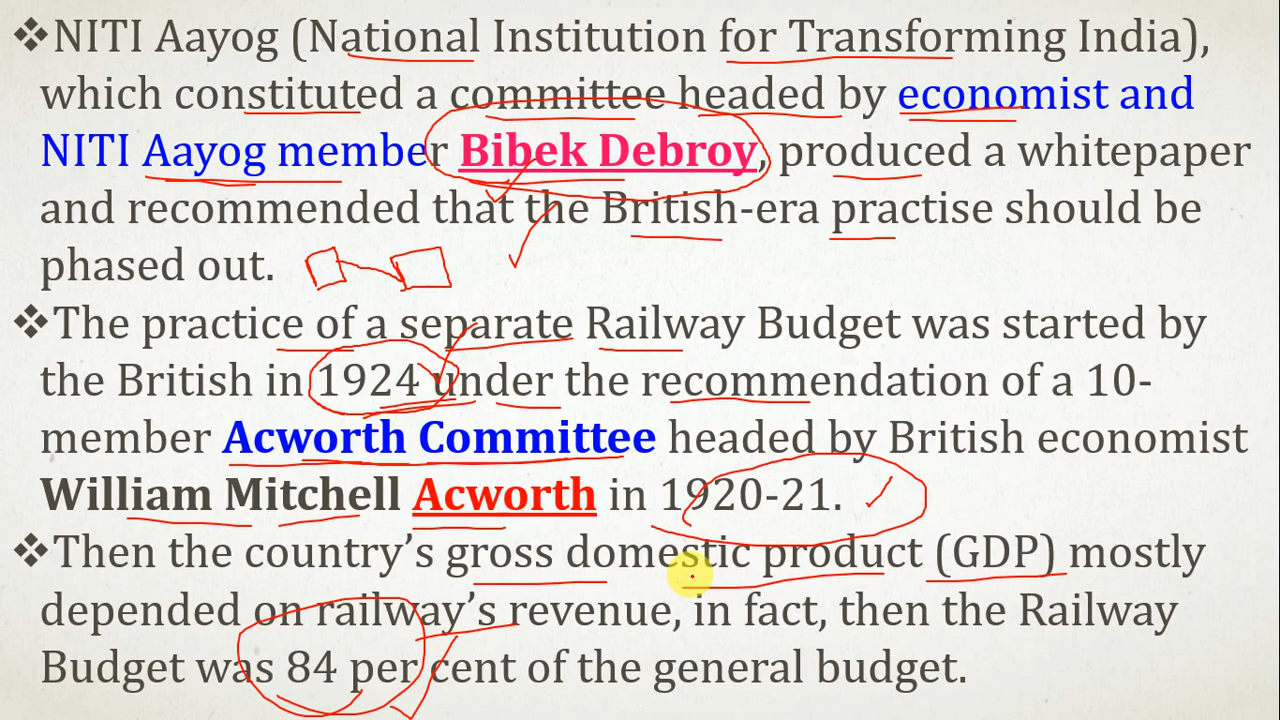 ❖NITI Aayog (National Institution for Transforming India),
which constituted a committee headed by economist and
NITI Aayog member Bibek Debroy, produced a whitepaper
and recommended that the British-era practise should be
phased out.
❖The practice of a separate Railway Budget was started by
the British in 1924 under the recommendation of a 10-
member Acworth Committee headed by British economist
William Mitchell Acworth in 1920-21.
❖Then the country’s gross domestic product (GDP) mostly
depended on railway’s revenue, in fact, then the Railway
Budget was 84 per cent of the general budget.